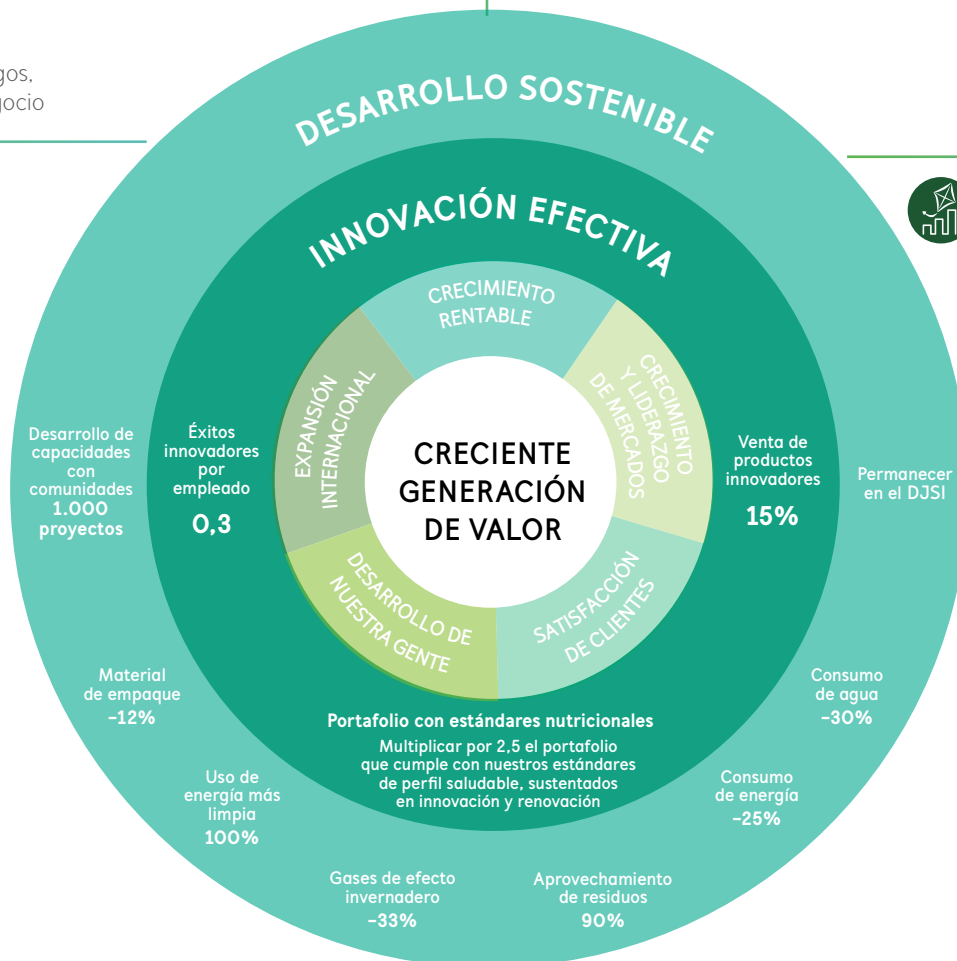 gocio
DESARROLLO SOSTENIBLE
INNOVACIÓN EFECTIVA
CRECIMIENTO
RENTABLE
EXPANSIÓN
INTERNACIONAL
CRECIMIENTO
Y LIDERAZGO
DE MERCADOS
CRECIENTE
GENERACIÓN
DE VALOR
DESARROLLO DE
NUESTRA GENTE
SATISFACCIÓN
DE CLIENTES
Desarrollo de
capacidades
con
comunidades
1.000
proyectos
Éxitos
innovadores
por
empleado
0,3
Venta de
productos
innovadores
15%
Permanecer
en el DJSI
Portafolio con estándares nutricionales
Multiplicar por 2,5 el portafolio
que cumple con nuestros estándares
de perfil saludable, sustentados
en innovación y renovación
Material
de empaque
-12%
Uso de
energía más
limpia
100%
Gases de efecto
invernadero
-33%
Aprovechamiento
de residuos
90%
Consumo
de energía
-25%
Consumo
de agua
-30%